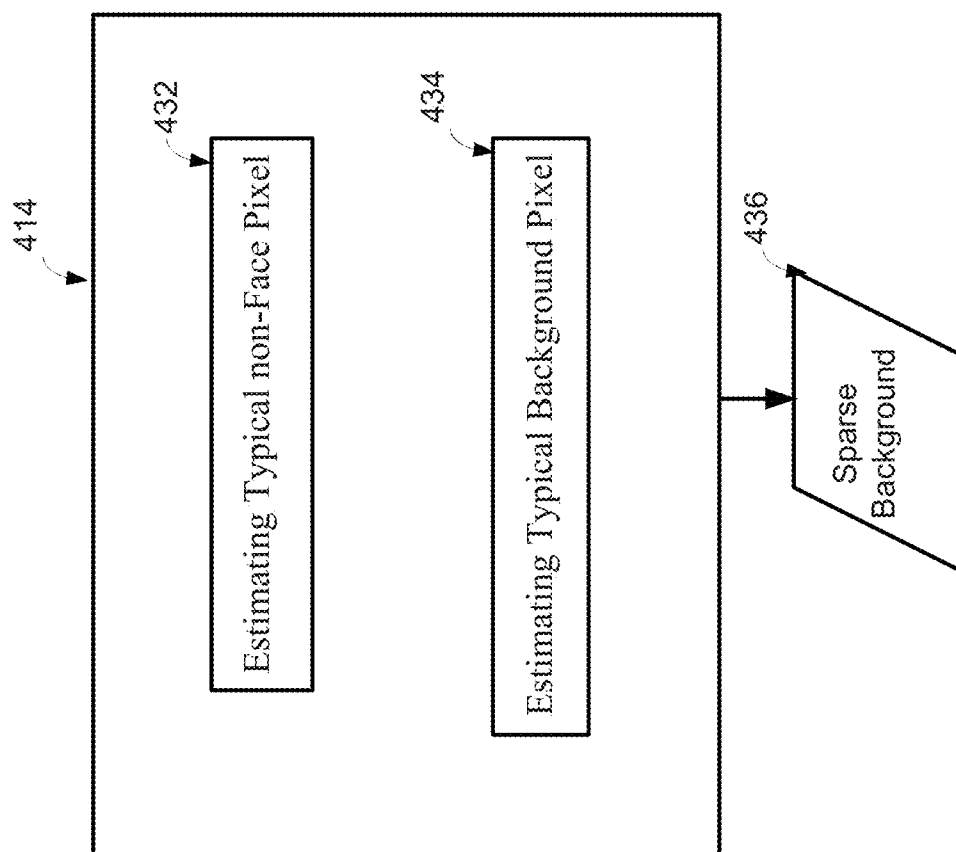 414
432
Estimating Typical non-Face Pixel
434
Estimating Typical Background Pixel
436
Sparse
Background